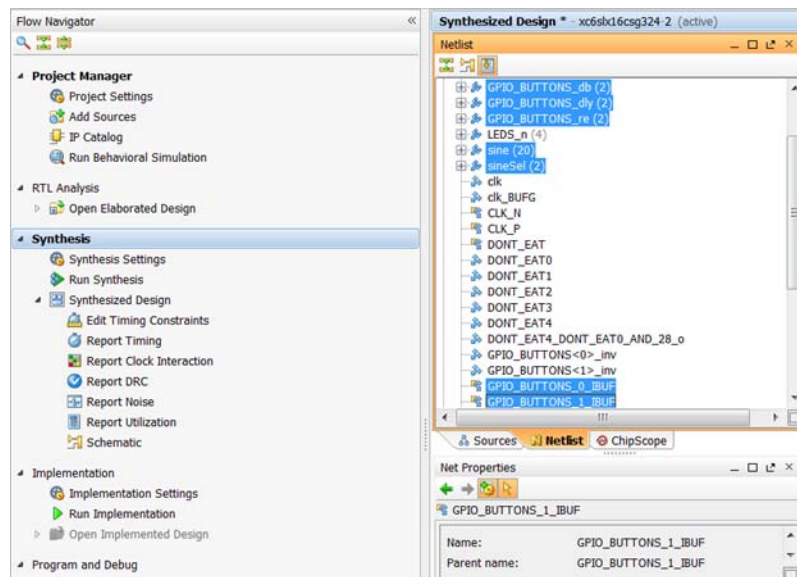 Flow Navigator
Project Manager
Project Settings
Add Sources
IP Catalog
Run Behavioral Simulation
RTL Analysis
Open Elaborated Design
Synthesis
Synthesis Settings
Run Synthesis
Synthesized Design
Edit Timing Constraints
Report Timing
Report Clock Interaction
Report DRC
Report Noise
Report Utilization
Schematic
Implementation
Implementation Settings
Run Implementation
Open Implemented Design
Program and Debug
Synthesized Design * - xc6slx16csg324-2 (active)
Netlist
GPIO_BUTTONS_db (2)
GPIO_BUTTONS_dly (2)
GPIO_BUTTONS_re (2)
LEDS_n (4)
sine (20)
sineSel (2)
clk
clk_BUFG
CLK_N
CLK_P
DONT_EAT
DONT_EAT0
DONT_EAT1
DONT_EAT2
DONT_EAT3
DONT_EAT4
DONT_EAT4_DONT_EAT0_AND_28_o
GPIO_BUTTONS<0>_inv
GPIO_BUTTONS<1>_inv
GPIO_BUTTONS_0_IBUF
GPIO_BUTTONS_1_IBUF
Sources Netlist ChipScope
Net Properties
GPIO_BUTTONS_1_IBUF
Name: GPIO_BUTTONS_1_IBUF
Parent name: GPIO_BUTTONS_1_IBUF